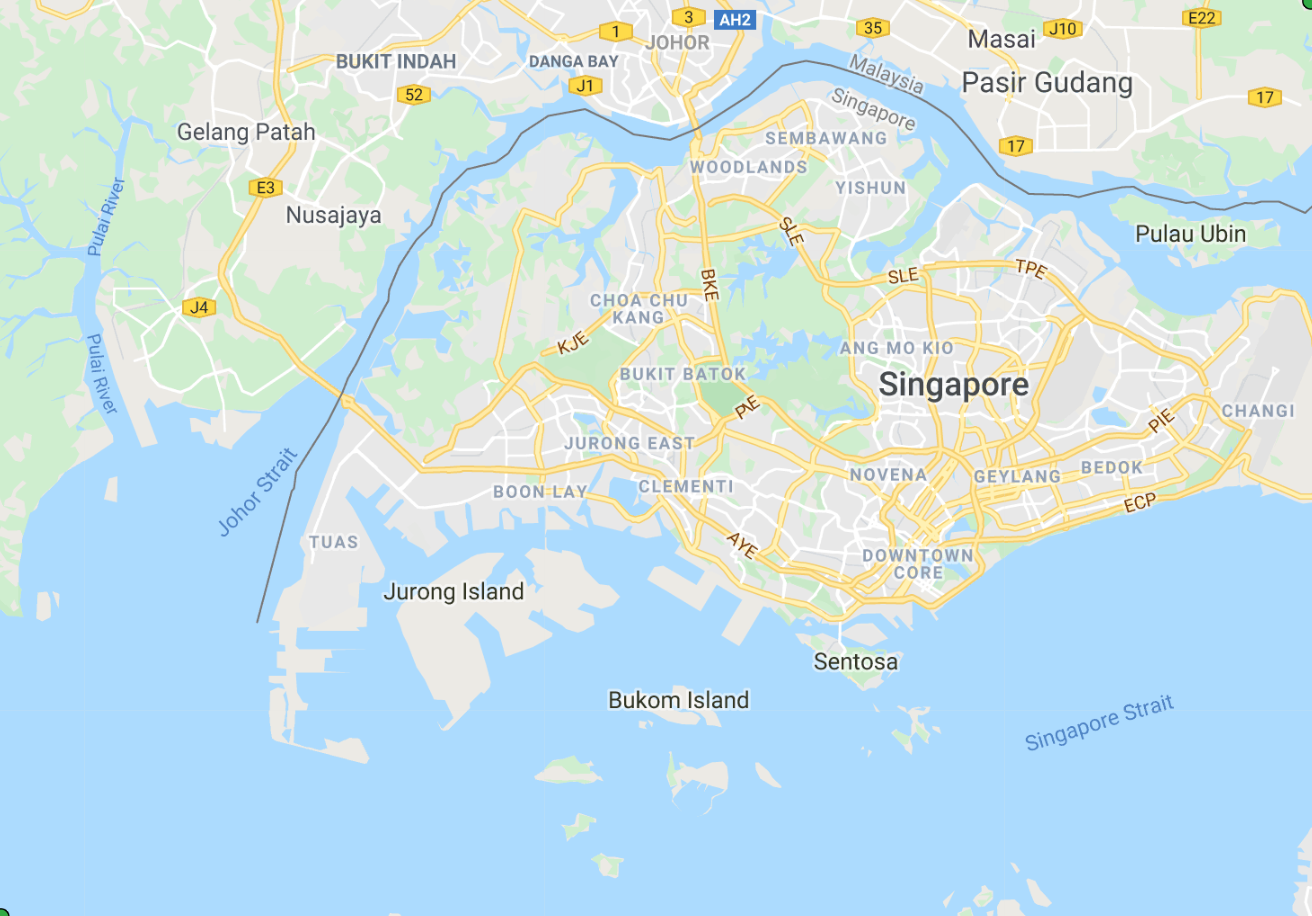 3
AH2
1
35
E22
J10
Masai
JOHOR
BUKIT INDAH
DANGA BAY
Malaysia
Pasir Gudang
J1
52
17
Singapore
Gelang Patah
SEMBAWANG
17
WOODLANDS
E3
YISHUN
Nusajaya
Pulai River
SLE
Pulau Ubin
SLE
TPE
BKE
J4
CHOA CHU
KANG
KJE
ANG MO KIO
Pulai River
BUKIT BATOK
Singapore
PIE
CHANGI
PIE
JURONG EAST
BEDOK
NOVENA
GEYLANG
Johor Strait
BOON LAY
CLEMENTI
ECP
TUAS
AYE
DOWNTOWN
CORE
Jurong Island
Sentosa
Bukom Island
Singapore Strait